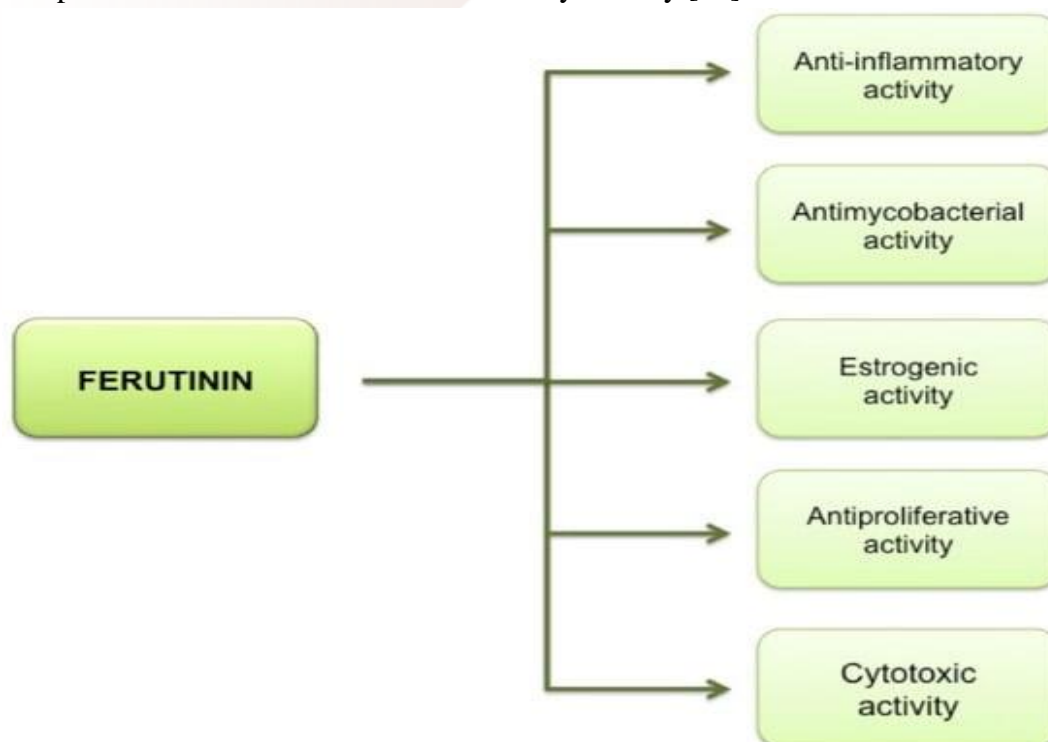 Anti-inflammatory
activity
Antimycobacterial
activity
FERUTININ
Estrogenic
activity
Antiproliferative
activity
Cytotoxic
activity